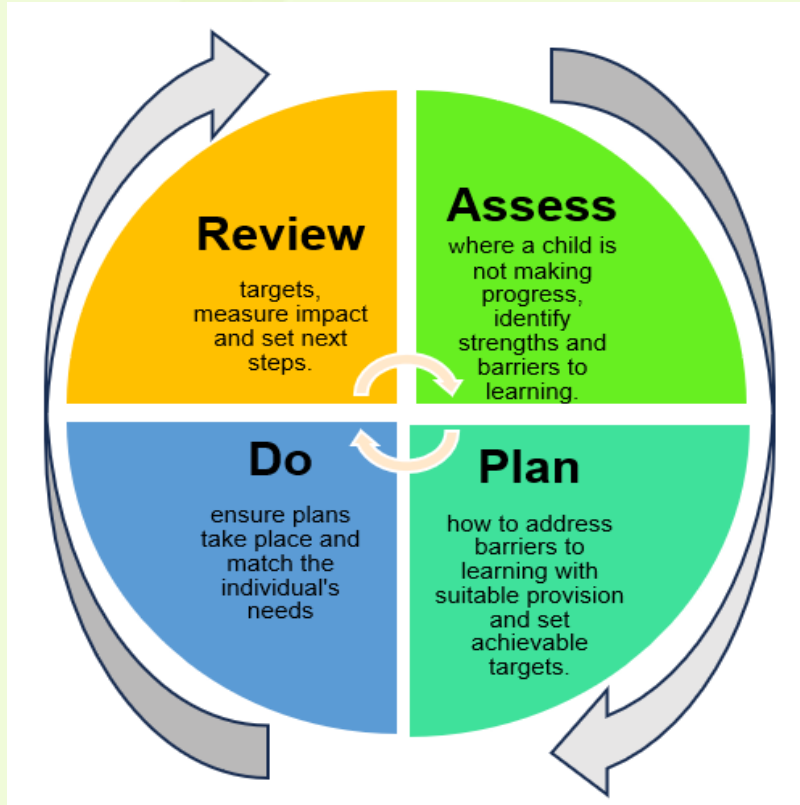 Assess
where a child is
not making
progress,
identify
strengths and
barriers to
learning.
Plan
how to address
barriers to
learning with
suitable provision
and set
achievable
targets.
Do
ensure plans
take place and
match the
individual's
needs
Review
targets,
measure impact
and set next
steps.